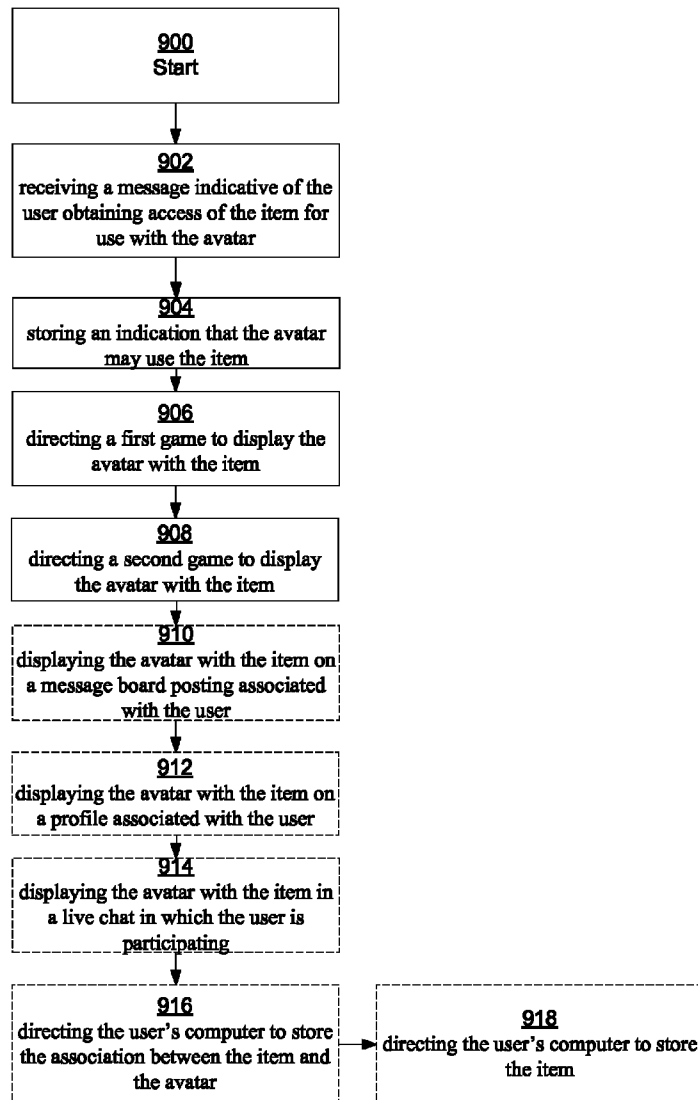 900
Start
902
receiving a message indicative of the
user obtaining access of the item for
use with the avatar
904
storing an indication that the avatar
may use the item
906
directing a first game to display the
avatar with the item
908
directing a second game to display
the avatar with the item
910
displaying the avatar with the item on
a message board posting associated
with the user
912
displaying the avatar with the item on
a profile associated with the user
914
displaying the avatar with the item in
a live chat in which the user is
participating
916
directing the user’s computer to store
the association between the item and
the avatar
918
directing the user’s computer to store
the item